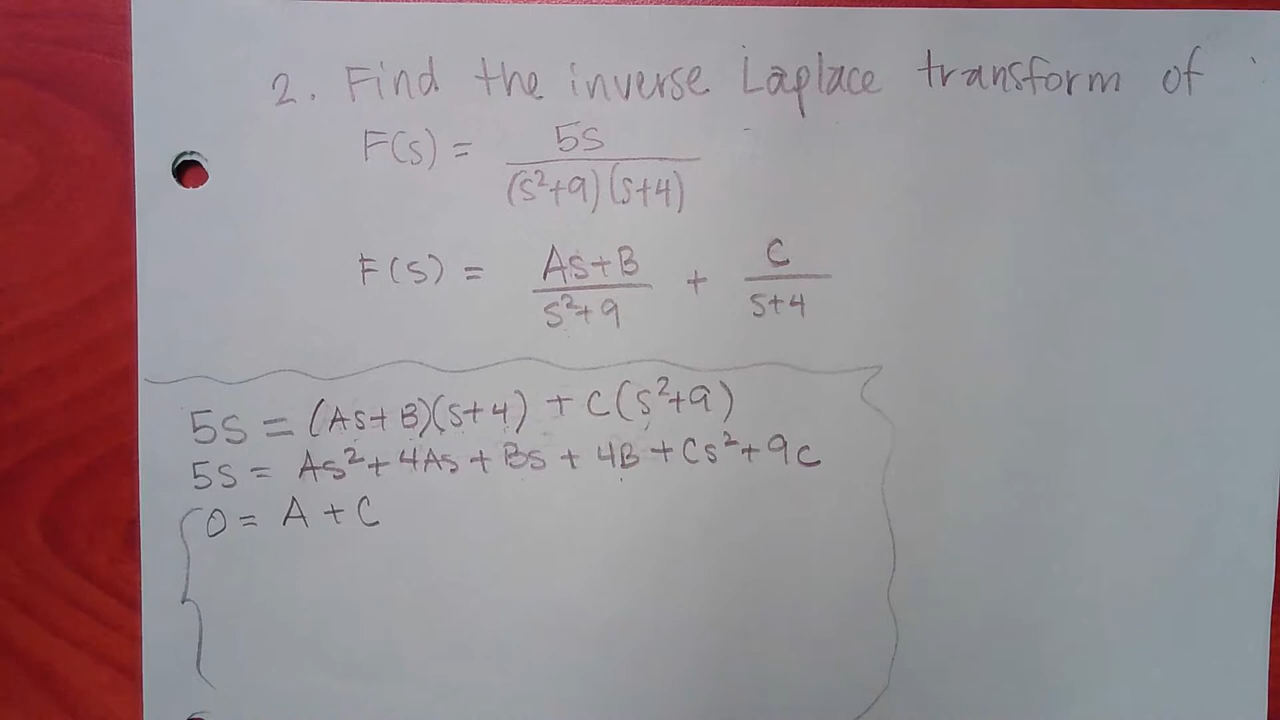 2. Find the inverse Laplace transform of
F(s) = 5s / (s²+9)(s+4)
F(s) = As+B / s²+9 + C / s+4
5s = (As+B)(s+4) + C(s²+9)
5s = As² + 4As + Bs + 4B + Cs² + 9C
{0 = A + C